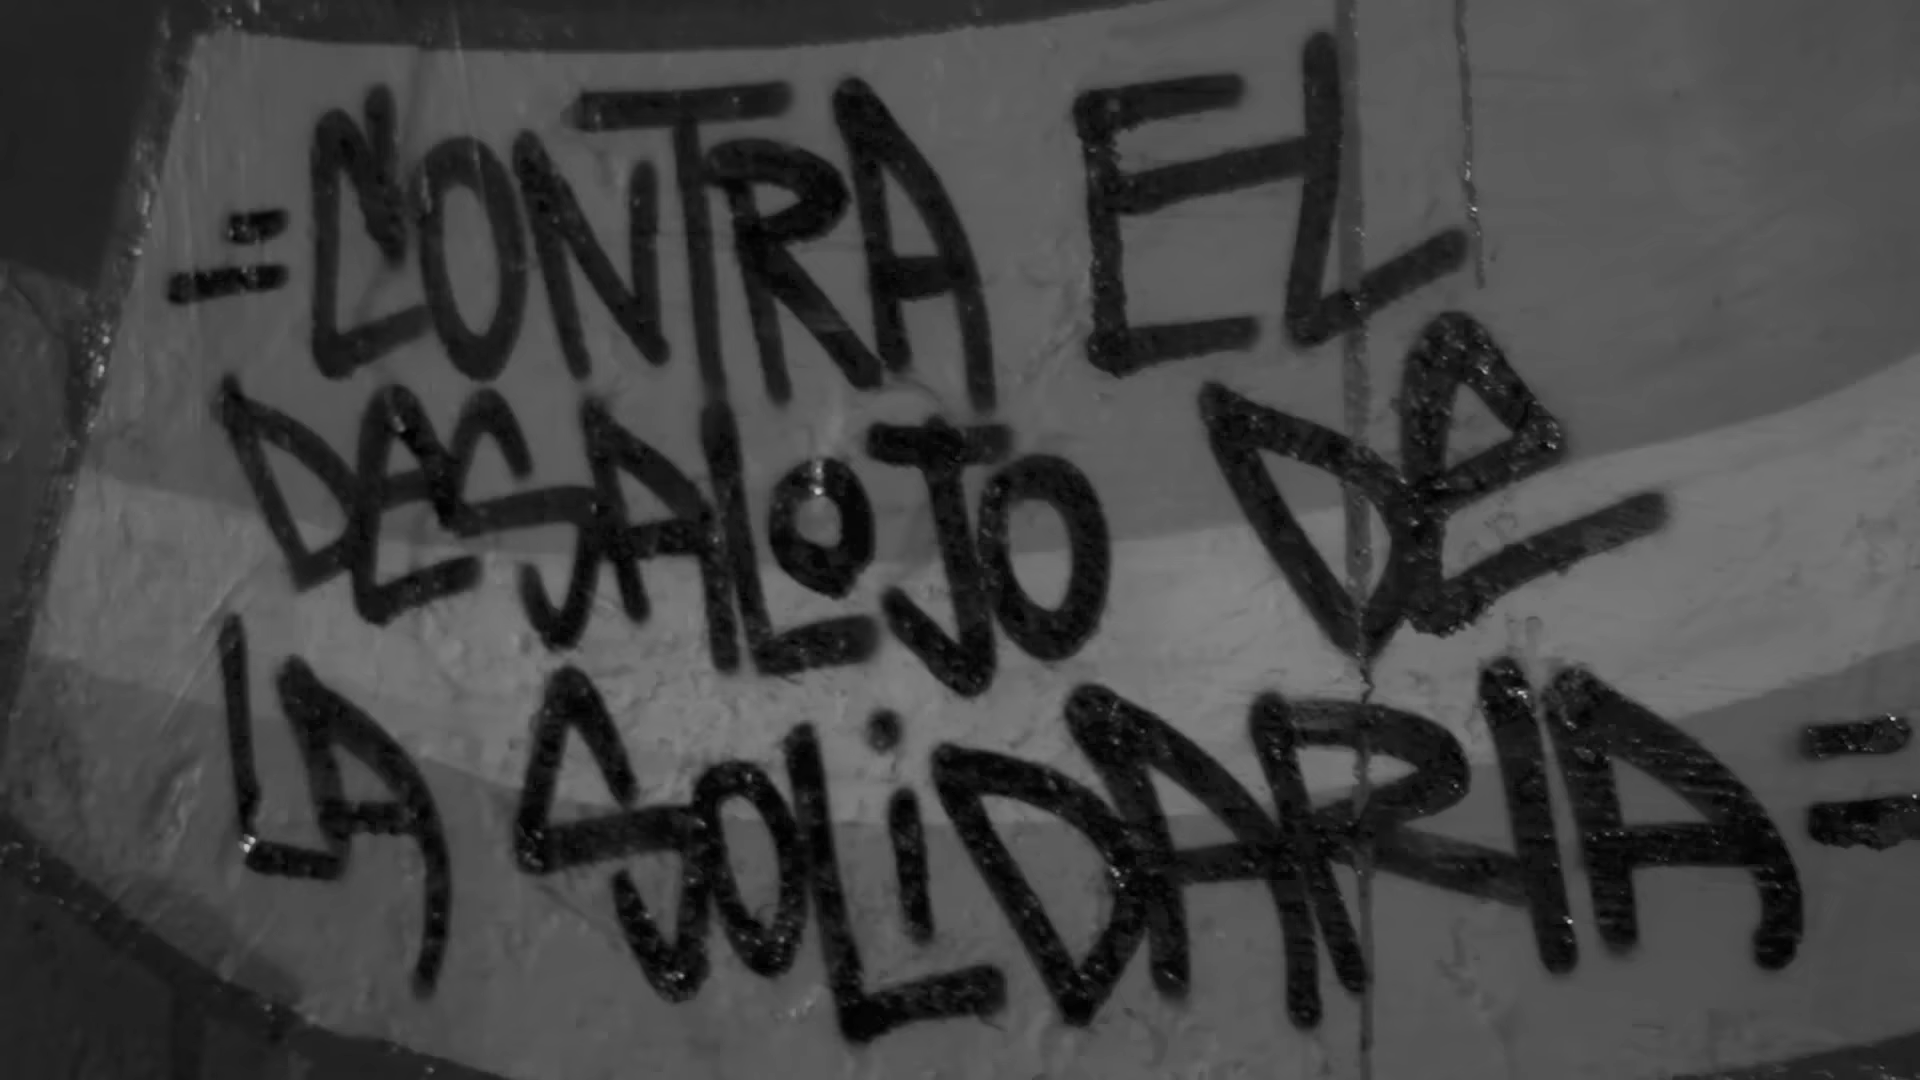 =CONTRA EL
DESALOJO DE
LA SOLiDARIA=